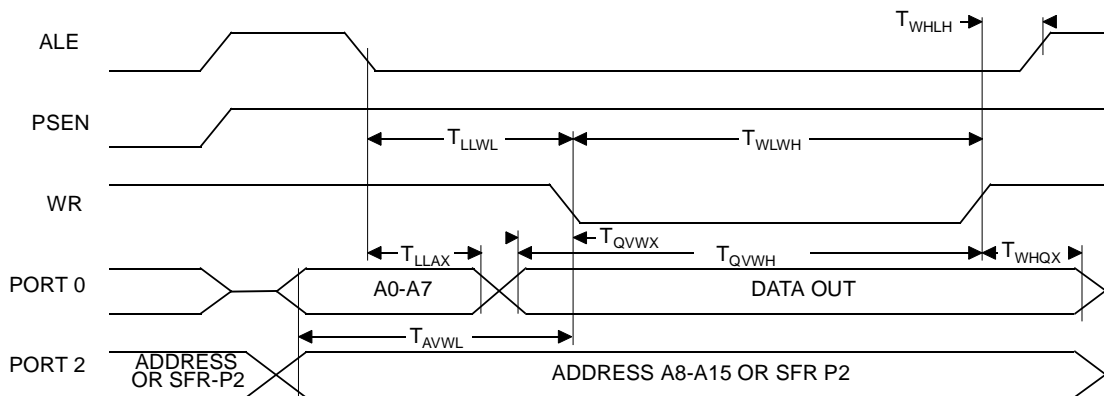 ALE
T_WHLH
PSEN
T_LLWL
T_WLWH
WR
T_LLAX
T_QVWX
T_QVWH
T_WHQX
PORT 0
A0-A7
DATA OUT
T_AVWL
PORT 2
ADDRESS
OR SFR-P2
ADDRESS A8-A15 OR SFR P2